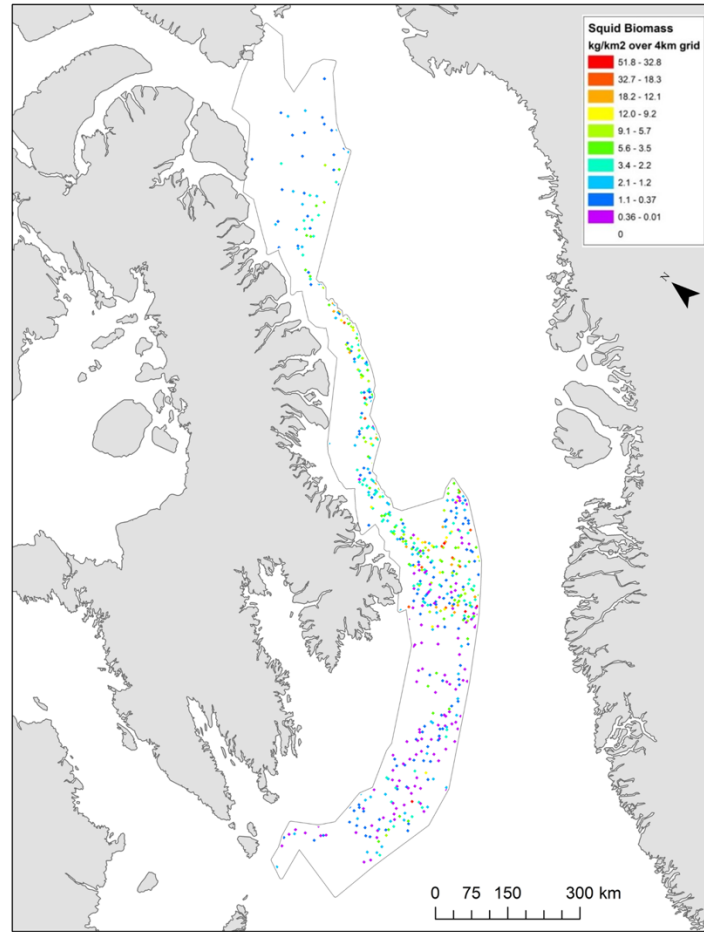 Squid Biomass
kg/km2 over 4km grid
51.8 - 32.8
32.7 - 18.3
18.2 - 12.1
12.0 - 9.2
9.1 - 5.7
5.6 - 3.5
3.4 - 2.2
2.1 - 1.2
1.1 - 0.37
0.36 - 0.01
0
N
0 75 150 300 km